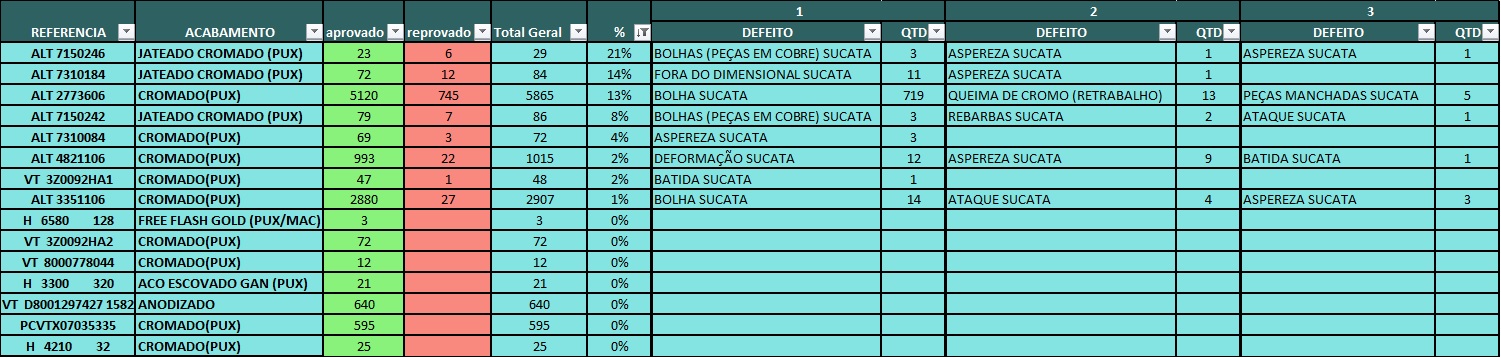 1 2 3
REFERENCIA ACABAMENTO aprovado reprovado Total Geral % DEFEITO QTD DEFEITO QTD DEFEITO QTD
ALT 7150246 JATEADO CROMADO (PUX) 23 6 29 21% BOLHAS (PEÇAS EM COBRE) SUCATA 3 ASPEREZA SUCATA 1 ASPEREZA SUCATA 1
ALT 7310184 JATEADO CROMADO (PUX) 72 12 84 14% FORA DO DIMENSIONAL SUCATA 11 ASPEREZA SUCATA 1
ALT 2773606 CROMADO(PUX) 5120 745 5865 13% BOLHA SUCATA 719 QUEIMA DE CROMO (RETRABALHO) 13 PEÇAS MANCHADAS SUCATA 5
ALT 7150242 JATEADO CROMADO (PUX) 79 7 86 8% BOLHAS (PEÇAS EM COBRE) SUCATA 3 REBARBAS SUCATA 2 ATAQUE SUCATA 1
ALT 7310084 CROMADO(PUX) 69 3 72 4% ASPEREZA SUCATA 3
ALT 4821106 CROMADO(PUX) 993 22 1015 2% DEFORMAÇÃO SUCATA 12 ASPEREZA SUCATA 9 BATIDA SUCATA 1
VT 3Z0092HA1 CROMADO(PUX) 47 1 48 2% BATIDA SUCATA 1
ALT 3351106 CROMADO(PUX) 2880 27 2907 1% BOLHA SUCATA 14 ATAQUE SUCATA 4 ASPEREZA SUCATA 3
H 6580 128 FREE FLASH GOLD (PUX/MAC) 3 3 0%
VT 3Z0092HA2 CROMADO(PUX) 72 72 0%
VT 8000778044 CROMADO(PUX) 12 12 0%
H 3300 320 ACO ESCOVADO GAN (PUX) 21 21 0%
VT D8001297427 1582 ANODIZADO 640 640 0%
PCVTX07035335 CROMADO(PUX) 595 595 0%
H 4210 32 CROMADO(PUX) 25 25 0%